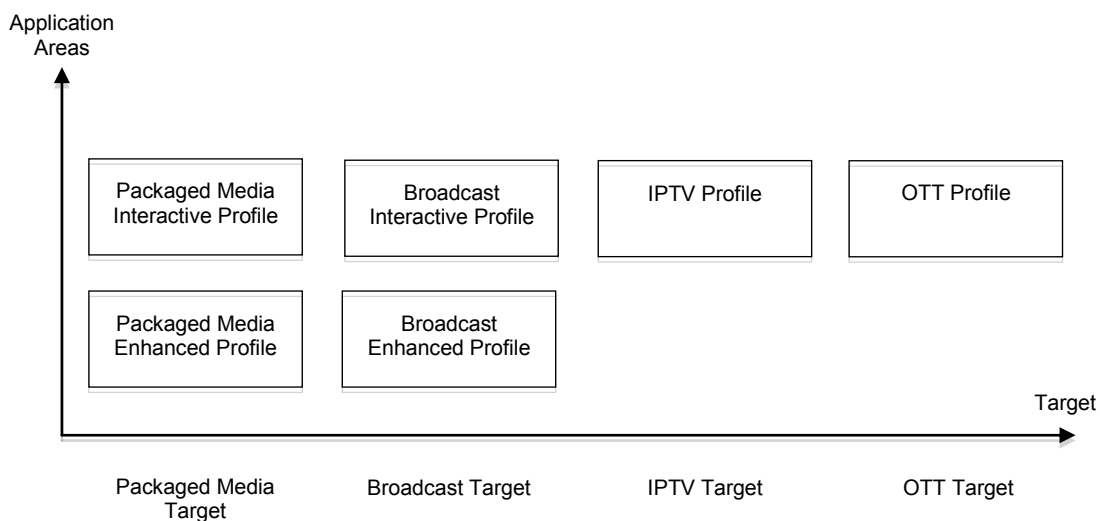 Application
Areas
Packaged Media
Interactive Profile
Broadcast
Interactive Profile
IPTV Profile
OTT Profile
Packaged Media
Enhanced Profile
Broadcast
Enhanced Profile
Target
Packaged Media
Target
Broadcast Target
IPTV Target
OTT Target